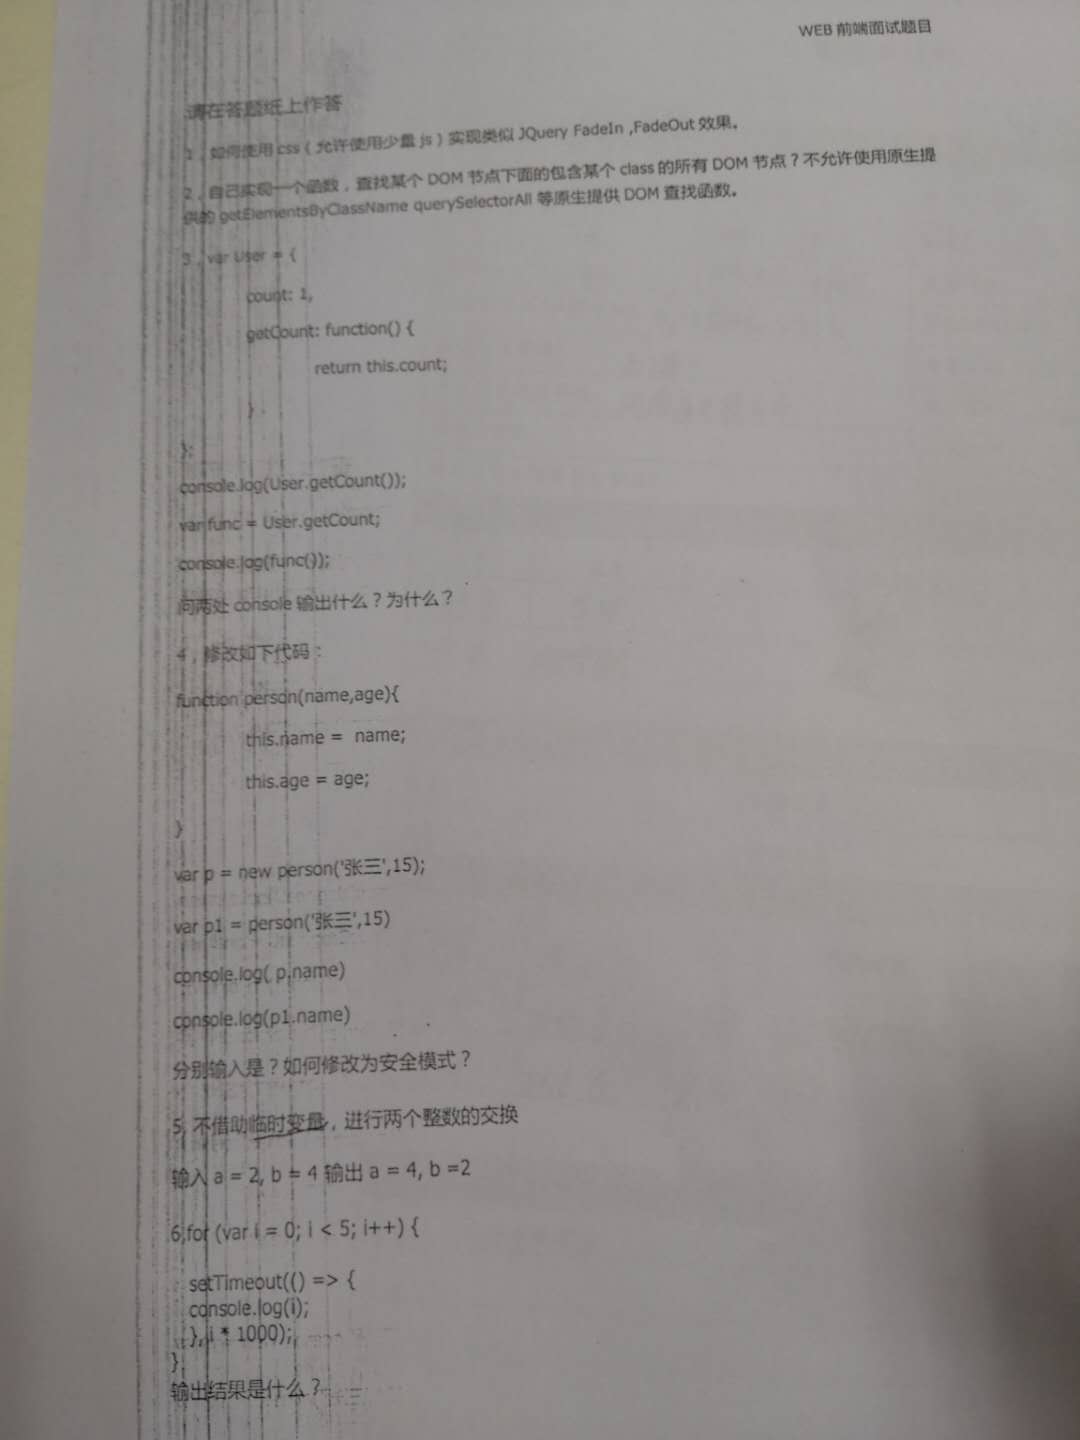 WEB 前端面试题目
请在答题纸上作答
1，如何使用 css（允许使用少量 js）实现类似 JQuery FadeIn ,FadeOut 效果。
2，自己实现一个函数，查找某个 DOM 节点下面的包含某个 class 的所有 DOM 节点？不允许使用原生提
供的 getElementsByClassName querySelectorAll 等原生提供 DOM 查找函数。
3，var User = {
count: 1,
getCount: function() {
return this.count;
}
};
console.log(User.getCount());
var func = User.getCount;
console.log(func());
问两处 console 输出什么？为什么？
4，修改如下代码：
function person(name,age){
this.name = name;
this.age = age;
}
var p = new person('张三',15);
var p1 = person('张三',15)
console.log( p.name)
console.log(p1.name)
分别输入是？如何修改为安全模式？
5, 不借助临时变量，进行两个整数的交换
输入 a = 2, b = 4 输出 a = 4, b =2
6,for (var i = 0; i < 5; i++) {
setTimeout(() => {
console.log(i);
}, i * 1000);
}
输出结果是什么？